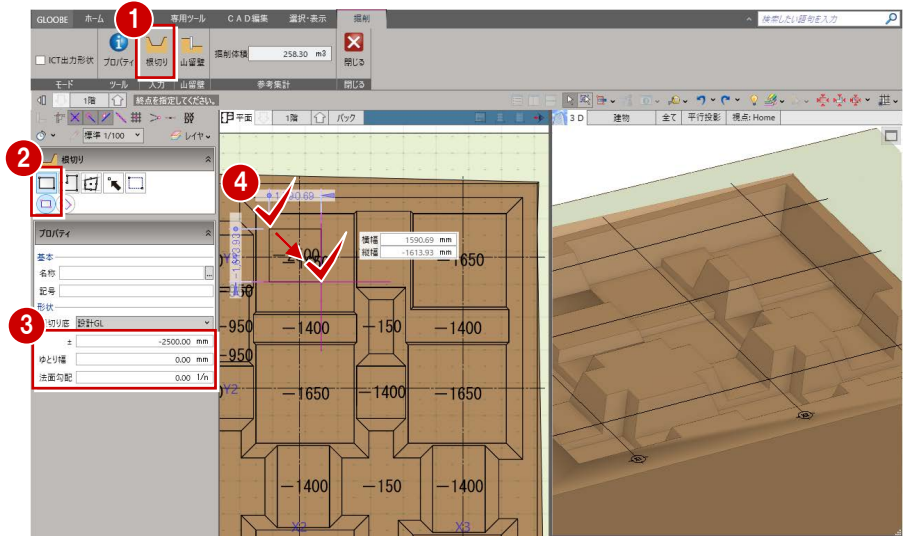 1
GLOOBE ホーム 専用ツール CAD編集 選択・表示 掘削
検索したい語句を入力
ICT出力形状
プロパティ
根切り
山留壁
掘削体積 258.30 m3
閉じる
モード ツール 入力 山留壁 参考集計 閉じる
1階 終点を指定してください。
標準 1/100
レイヤ
平面 1階 バック
3D 建物 全て 平行投影 視点: Home
2
根切り
4
プロパティ
基本
名称
記号
形状
3
切り底 設計GL
± -2500.00 mm
ゆとり幅 0.00 mm
法面勾配 0.00 1/n
横幅 1590.69 mm
縦幅 -1613.93 mm
-1613.93
-1650
-950 -1400 -150 -1400
-950
Y2 -1650 -1400 -1650
-1400 -150 -1400
X2 X3